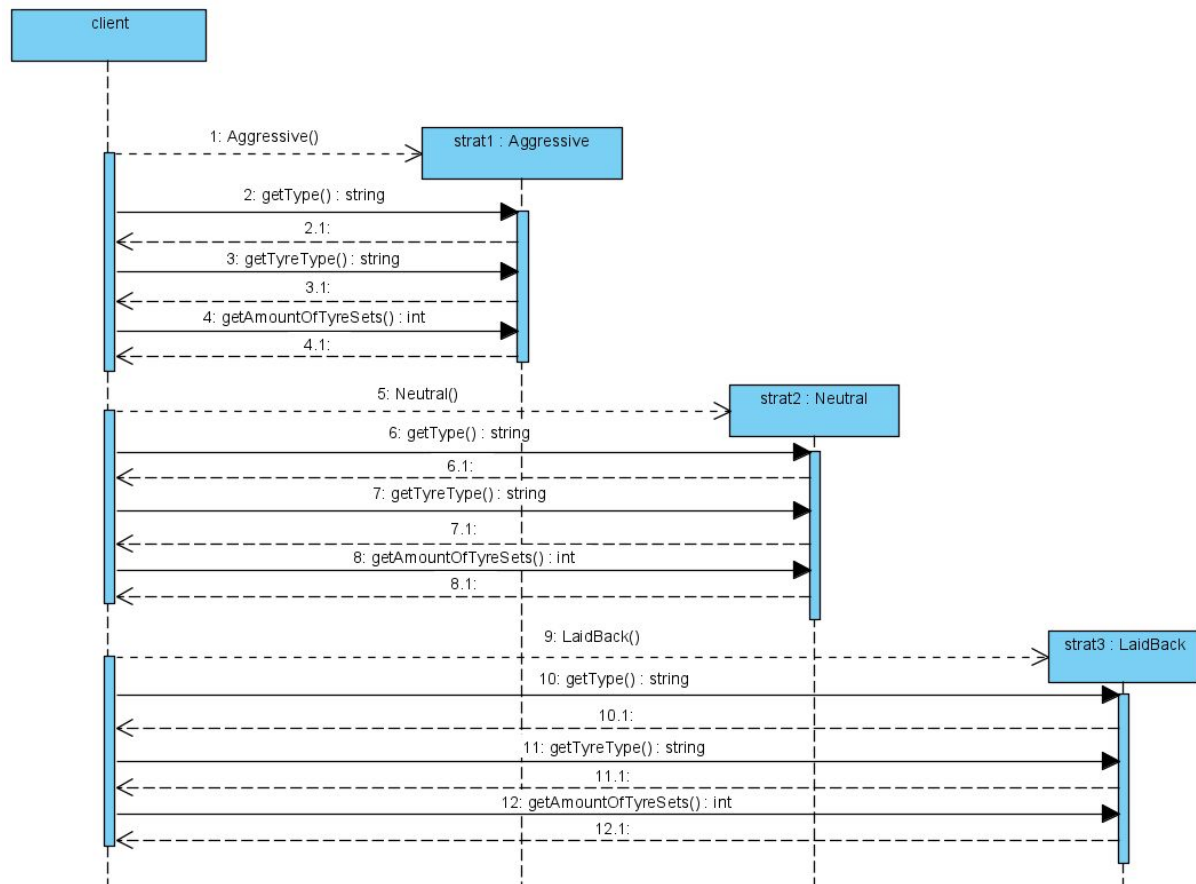 client
1: Aggressive()
strat1 : Aggressive
2: getType() : string
2.1:
3: getTyreType() : string
3.1:
4: getAmountOfTyreSets() : int
4.1:
5: Neutral()
strat2 : Neutral
6: getType() : string
6.1:
7: getTyreType() : string
7.1:
8: getAmountOfTyreSets() : int
8.1:
9: LaidBack()
strat3 : LaidBack
10: getType() : string
10.1:
11: getTyreType() : string
11.1:
12: getAmountOfTyreSets() : int
12.1: